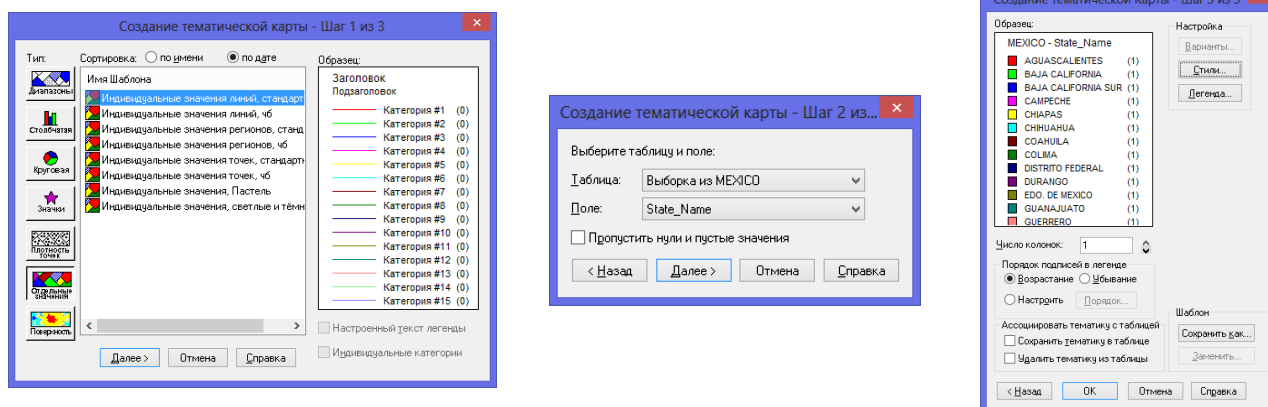 Создание тематической карты - Шаг 1 из 3
Тип:
Сортировка: по имени по дате
Образец:
Диапазоны
Столбчатая
Круговая
Значки
Плотность точек
Отдельные значения
Поверхность
Имя Шаблона
Индивидуальные значения линий, стандарт
Индивидуальные значения линий, чб
Индивидуальные значения регионов, станд
Индивидуальные значения регионов, чб
Индивидуальные значения точек, стандартн
Индивидуальные значения точек, чб
Индивидуальные значения, Пастель
Индивидуальные значения, светлые и тёмн
Заголовок
Подзаголовок
Категория #1 (0)
Категория #2 (0)
Категория #3 (0)
Категория #4 (0)
Категория #5 (0)
Категория #6 (0)
Категория #7 (0)
Категория #8 (0)
Категория #9 (0)
Категория #10 (0)
Категория #11 (0)
Категория #12 (0)
Категория #13 (0)
Категория #14 (0)
Категория #15 (0)
Настроенный текст легенды
Индивидуальные категории
Далее > Отмена Справка
Создание тематической карты - Шаг 2 из...
Выберите таблицу и поле:
Таблица: Выборка из MEXICO
Поле: State_Name
Пропустить нули и пустые значения
< Назад Далее > Отмена Справка
Создание тематической карты - Шаг 3 из 3
Образец:
MEXICO - State_Name
AGUASCALIENTES (1)
BAJA CALIFORNIA (1)
BAJA CALIFORNIA SUR (1)
CAMPECHE (1)
CHIAPAS (1)
CHIHUAHUA (1)
COAHUILA (1)
COLIMA (1)
DISTRITO FEDERAL (1)
DURANGO (1)
EDO. DE MEXICO (1)
GUANAJUATO (1)
GUERRERO (1)
Настройка
Варианты...
Стили...
Легенда...
Число колонок: 1
Порядок подписей в легенде
Возрастание Убывание
Настроить Порядок...
Ассоциировать тематику с таблицей
Сохранить тематику в таблице
Удалить тематику из таблицы
Шаблон
Сохранить как...
Заменить...
< Назад OK Отмена Справка